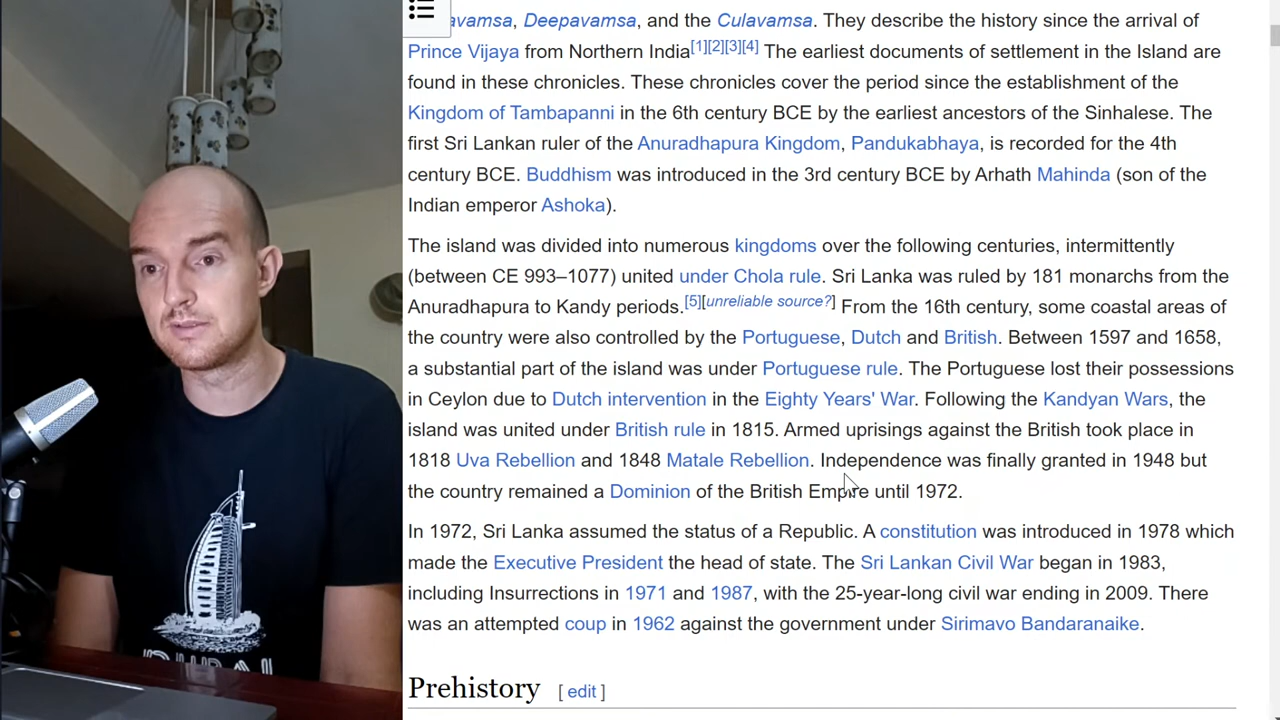 avamsa, Deepavamsa, and the Culavamsa. They describe the history since the arrival of
Prince Vijaya from Northern India[1][2][3][4] The earliest documents of settlement in the Island are
found in these chronicles. These chronicles cover the period since the establishment of the
Kingdom of Tambapanni in the 6th century BCE by the earliest ancestors of the Sinhalese. The
first Sri Lankan ruler of the Anuradhapura Kingdom, Pandukabhaya, is recorded for the 4th
century BCE. Buddhism was introduced in the 3rd century BCE by Arhath Mahinda (son of the
Indian emperor Ashoka).
The island was divided into numerous kingdoms over the following centuries, intermittently
(between CE 993–1077) united under Chola rule. Sri Lanka was ruled by 181 monarchs from the
Anuradhapura to Kandy periods.[5][unreliable source?] From the 16th century, some coastal areas of
the country were also controlled by the Portuguese, Dutch and British. Between 1597 and 1658,
a substantial part of the island was under Portuguese rule. The Portuguese lost their possessions
in Ceylon due to Dutch intervention in the Eighty Years' War. Following the Kandyan Wars, the
island was united under British rule in 1815. Armed uprisings against the British took place in
1818 Uva Rebellion and 1848 Matale Rebellion. Independence was finally granted in 1948 but
the country remained a Dominion of the British Empire until 1972.
In 1972, Sri Lanka assumed the status of a Republic. A constitution was introduced in 1978 which
made the Executive President the head of state. The Sri Lankan Civil War began in 1983,
including Insurrections in 1971 and 1987, with the 25-year-long civil war ending in 2009. There
was an attempted coup in 1962 against the government under Sirimavo Bandaranaike.
Prehistory [ edit ]
DUBAI